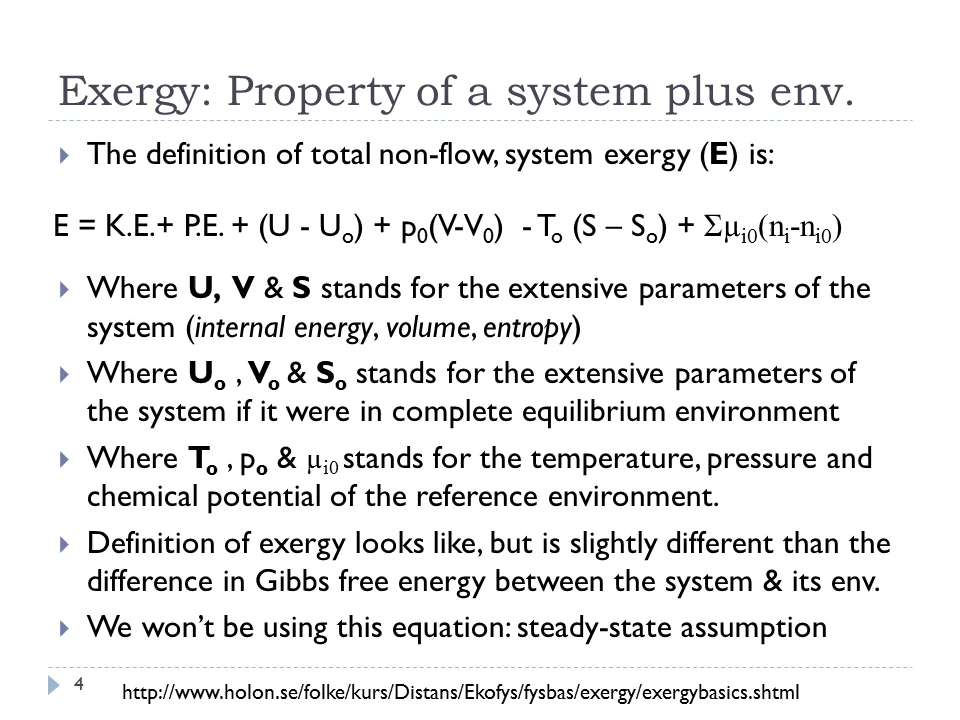 Exergy: Property of a system plus env.
The definition of total non-flow, system exergy (E) is:
E = K.E.+ P.E. + (U - Uₒ) + p₀(V-V₀) - Tₒ (S – Sₒ) + Σμᵢ₀(nᵢ-nᵢ₀)
Where U, V & S stands for the extensive parameters of the
system (internal energy, volume, entropy)
Where Uₒ , Vₒ & Sₒ stands for the extensive parameters of
the system if it were in complete equilibrium environment
Where Tₒ , pₒ & μᵢ₀ stands for the temperature, pressure and
chemical potential of the reference environment.
Definition of exergy looks like, but is slightly different than the
difference in Gibbs free energy between the system & its env.
We won’t be using this equation: steady-state assumption
4
http://www.holon.se/folke/kurs/Distans/Ekofys/fysbas/exergy/exergybasics.shtml